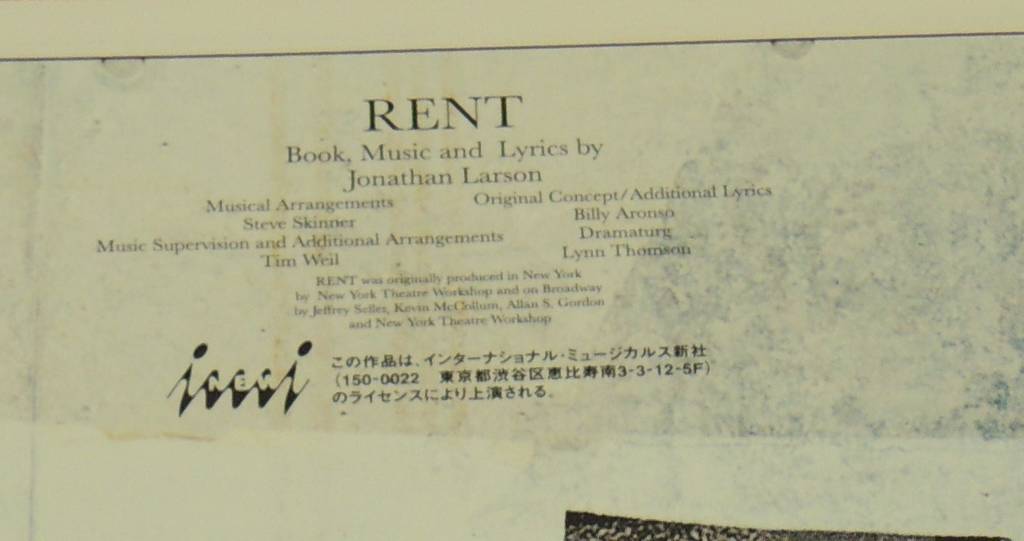 RENT
Book, Music and Lyrics by
Jonathan Larson
Musical Arrangements
Steve Skinner
Music Supervision and Additional Arrangements
Tim Weil
Original Concept/Additional Lyrics
Billy Aronso
Dramaturg
Lynn Thomson
RENT was originally produced in New York
by New York Theatre Workshop and on Broadway
by Jeffrey Seller, Kevin McCollum, Allan S. Gordon
and New York Theatre Workshop
この作品は、インターナショナル・ミュージカルス新社
(150-0022 東京都渋谷区恵比寿南3-3-12-5F)
のライセンスにより上演される。